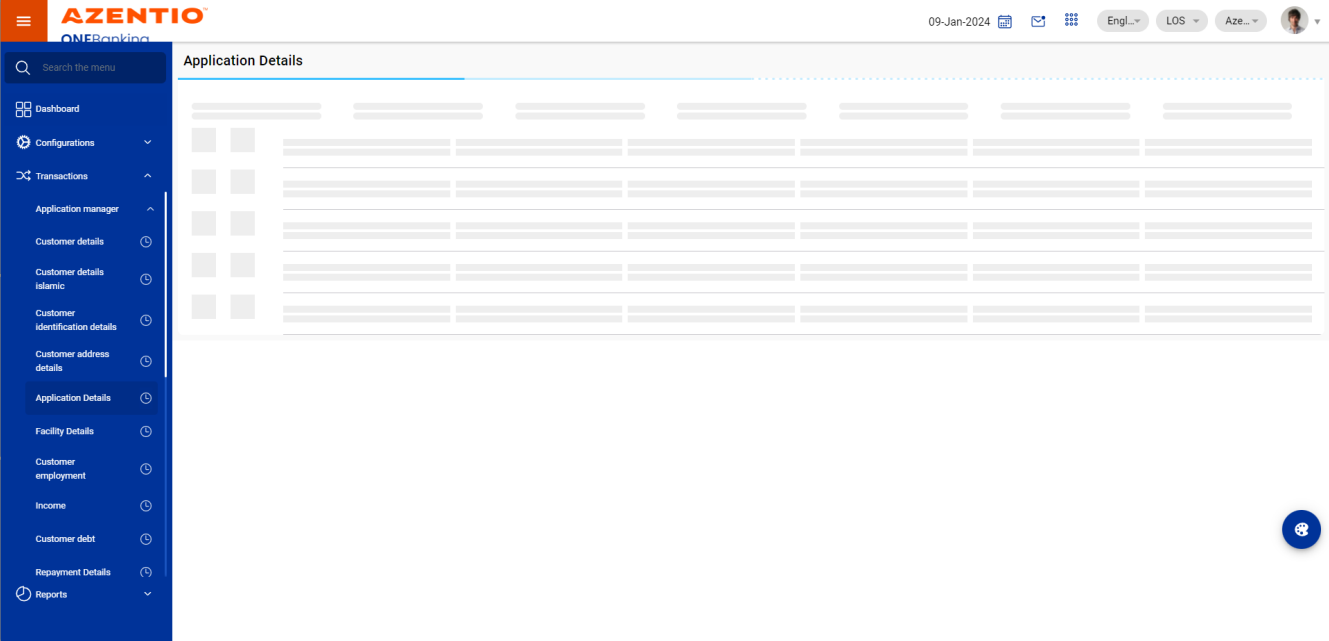 AZENTIO™
ONEBanking
09-Jan-2024
Engl...
LOS
Aze...
Search the menu
Application Details
Dashboard
Configurations
Transactions
Application manager
Customer details
Customer details
islamic
Customer
identification details
Customer address
details
Application Details
Facility Details
Customer
employment
Income
Customer debt
Repayment Details
Reports